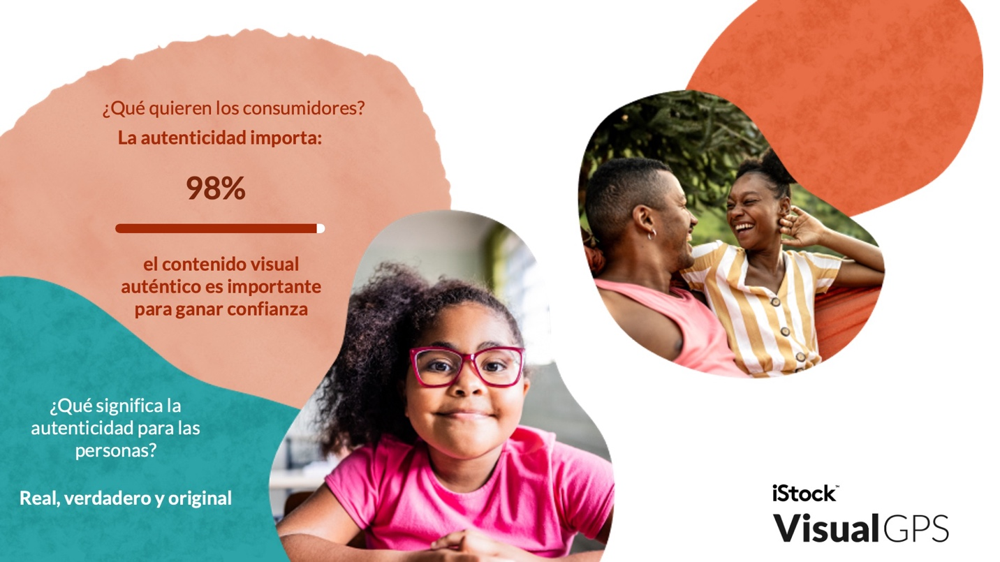 ¿Qué quieren los consumidores?
La autenticidad importa:
98%
el contenido visual
auténtico es importante
para ganar confianza
¿Qué significa la
autenticidad para las
personas?
Real, verdadero y original
iStock™
VisualGPS